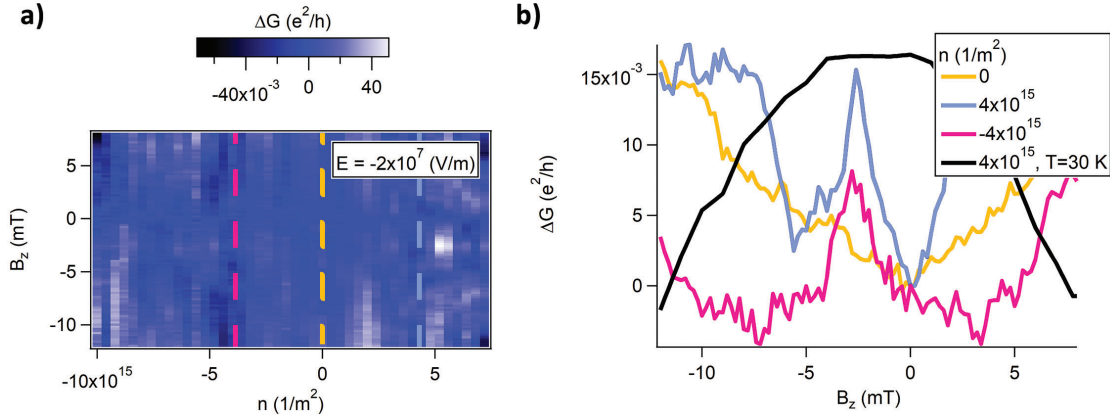 a)
ΔG (e²/h)
-40x10⁻³ 0 40
E = -2x10⁷ (V/m)
5
0
-5
-10
B_z (mT)
-10x10¹⁵ -5 0 5
n (1/m²)
b)
15x10⁻³
10
5
0
ΔG (e²/h)
n (1/m²)
0
4x10¹⁵
-4x10¹⁵
4x10¹⁵, T=30 K
-10 -5 0 5
B_z (mT)